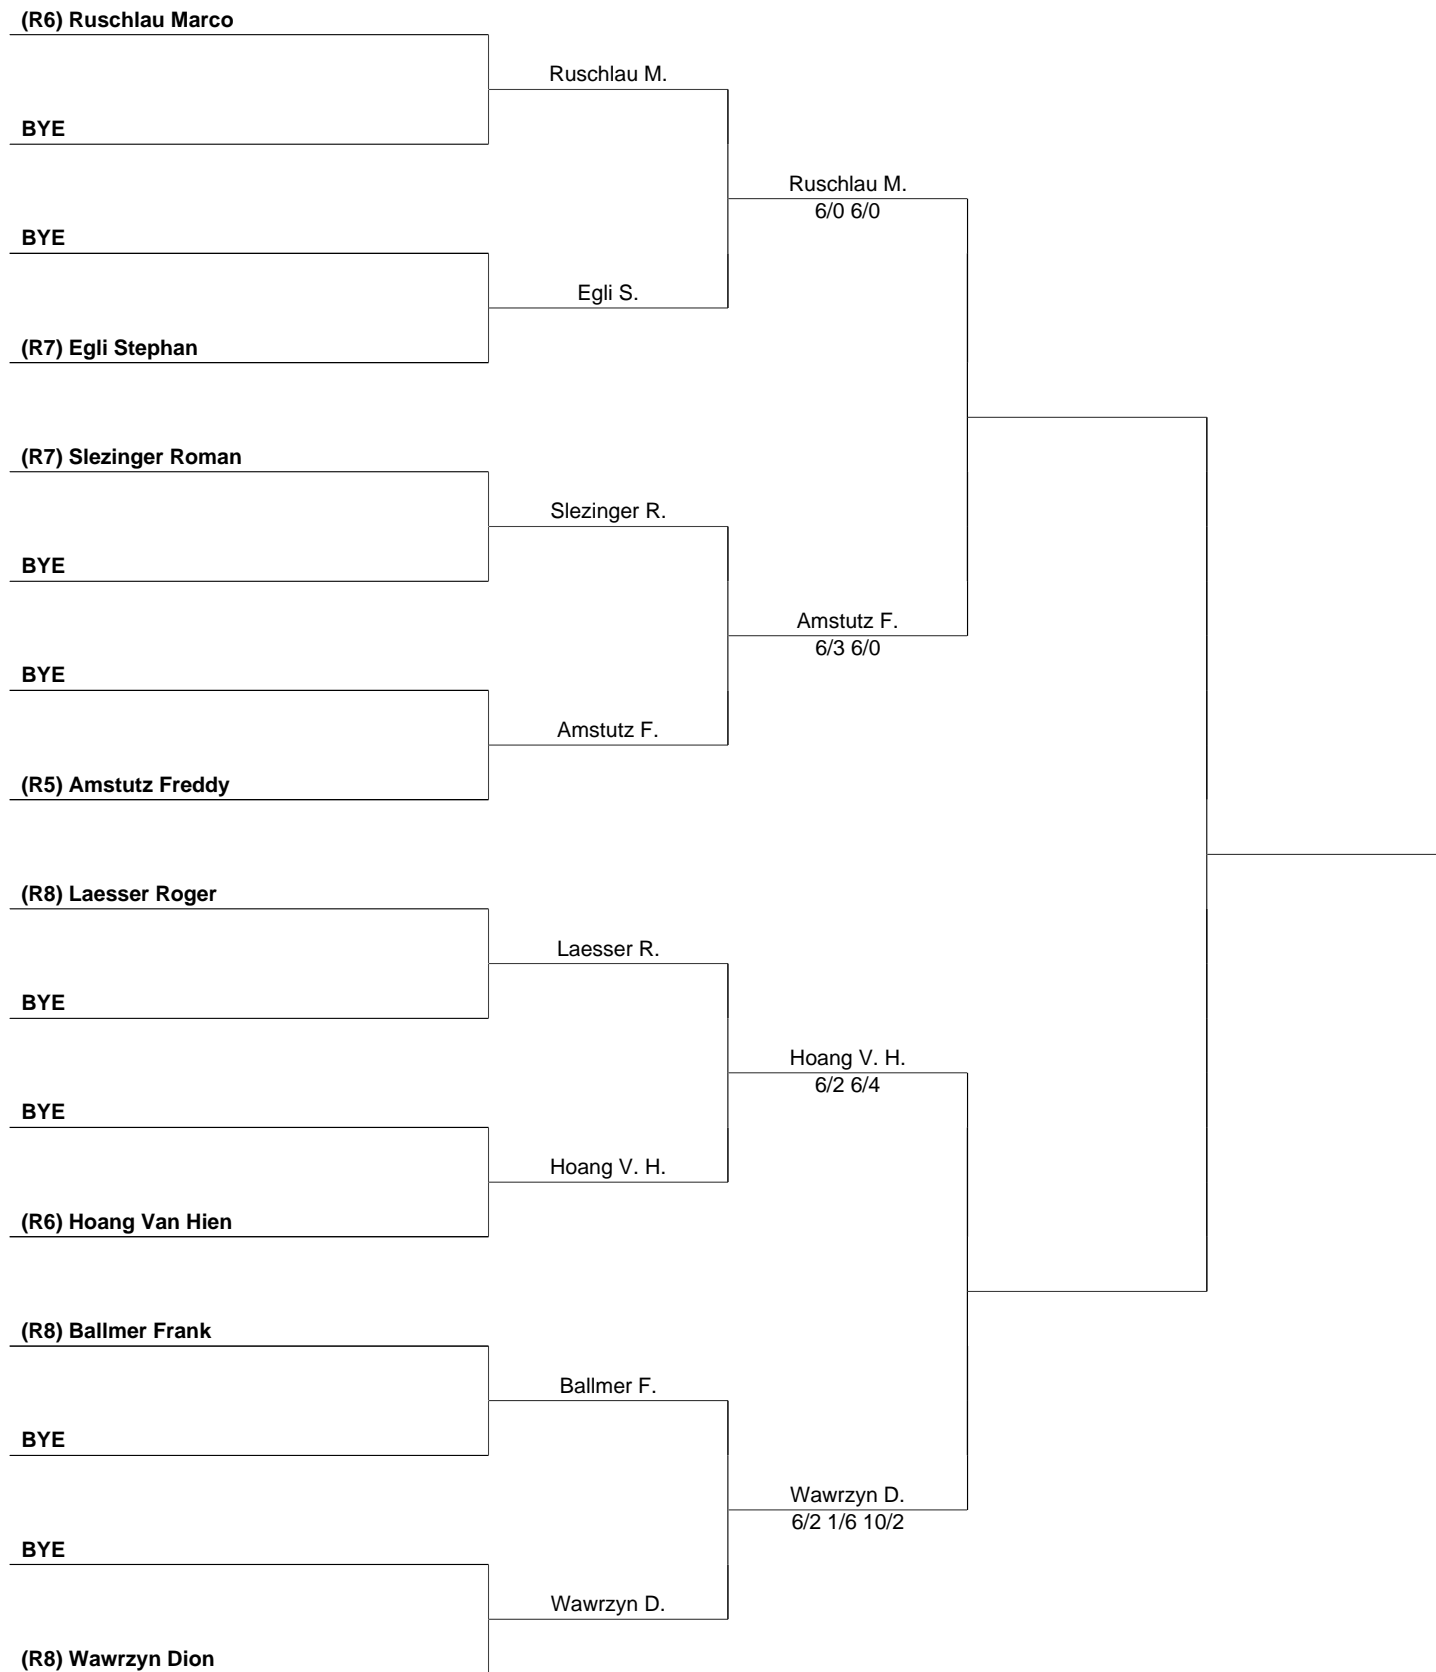 (R6) Ruschlau Marco
Ruschlau M.
BYE
Ruschlau M.
6/0 6/0
BYE
Egli S.
(R7) Egli Stephan
(R7) Slezinger Roman
Slezinger R.
BYE
Amstutz F.
6/3 6/0
BYE
Amstutz F.
(R5) Amstutz Freddy
(R8) Laesser Roger
Laesser R.
BYE
Hoang V. H.
6/2 6/4
BYE
Hoang V. H.
(R6) Hoang Van Hien
(R8) Ballmer Frank
Ballmer F.
BYE
Wawrzyn D.
6/2 1/6 10/2
BYE
Wawrzyn D.
(R8) Wawrzyn Dion